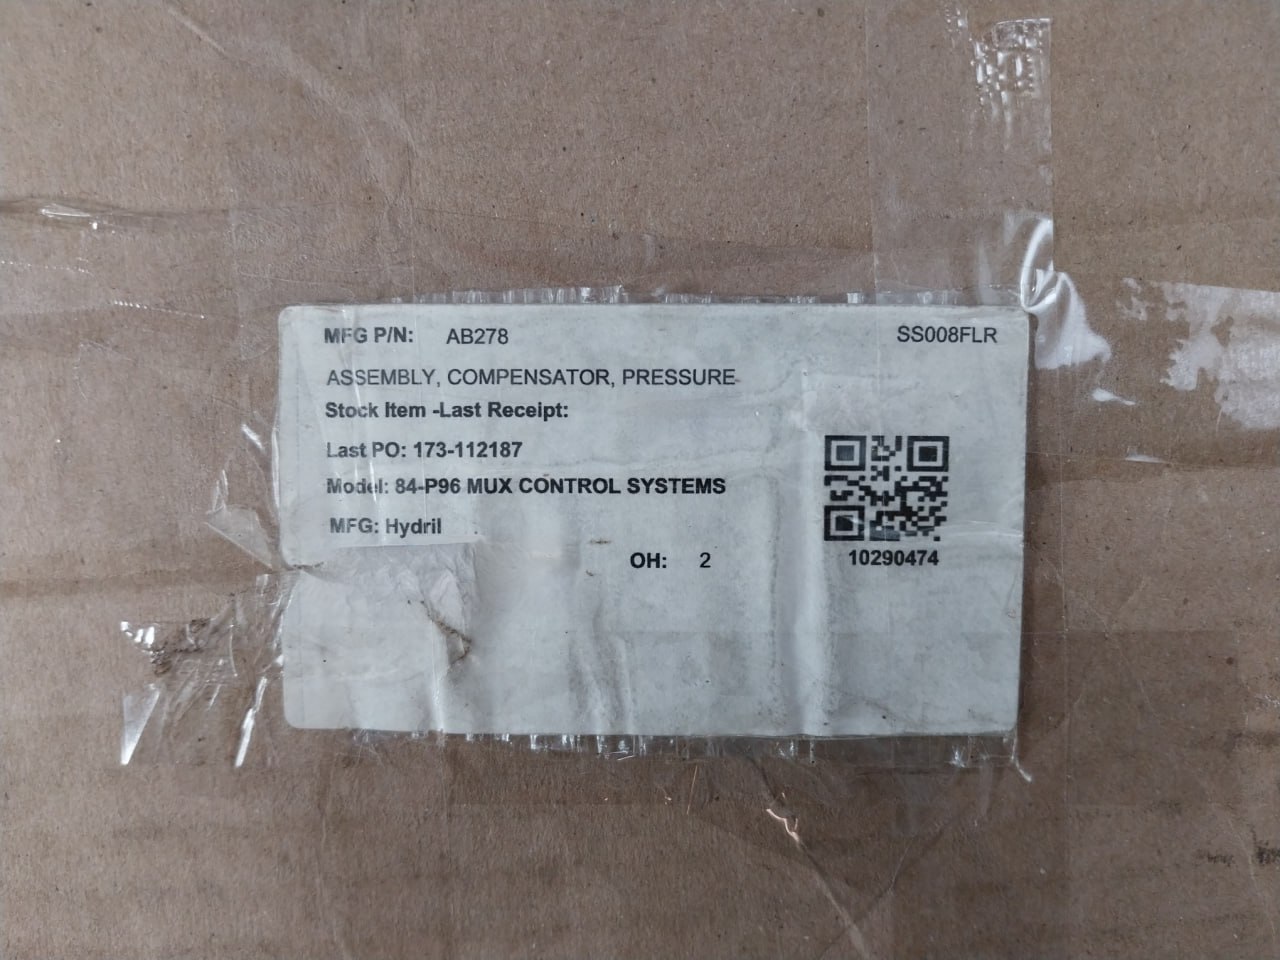 MFG P/N: AB278 SS008FLR
ASSEMBLY, COMPENSATOR, PRESSURE
Stock Item -Last Receipt:
Last PO: 173-112187
Model: 84-P96 MUX CONTROL SYSTEMS
MFG: Hydril
OH: 2
10290474